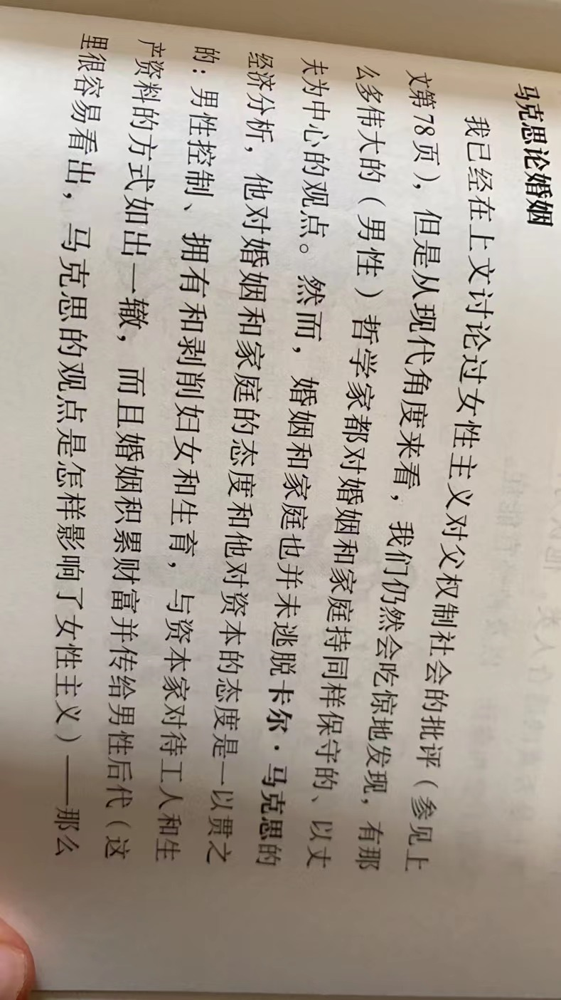 马克思论婚姻
我已经在上文讨论过女性主义对父权制社会的批评（参见上
文第78页），但是从现代角度来看，我们仍然会吃惊地发现，有那
么多伟大的（男性）哲学家都对婚姻和家庭持同样保守的、以丈
夫为中心的观点。然而，婚姻和家庭也并未逃脱卡尔·马克思的
经济分析，他对婚姻和家庭的态度和他对资本的态度是一以贯之
的：男性控制、拥有和剥削妇女和生育，与资本家对待工人和生
产资料的方式如出一辙，而且婚姻积累财富并传给男性后代（这
里很容易看出，马克思的观点是怎样影响了女性主义）——那么